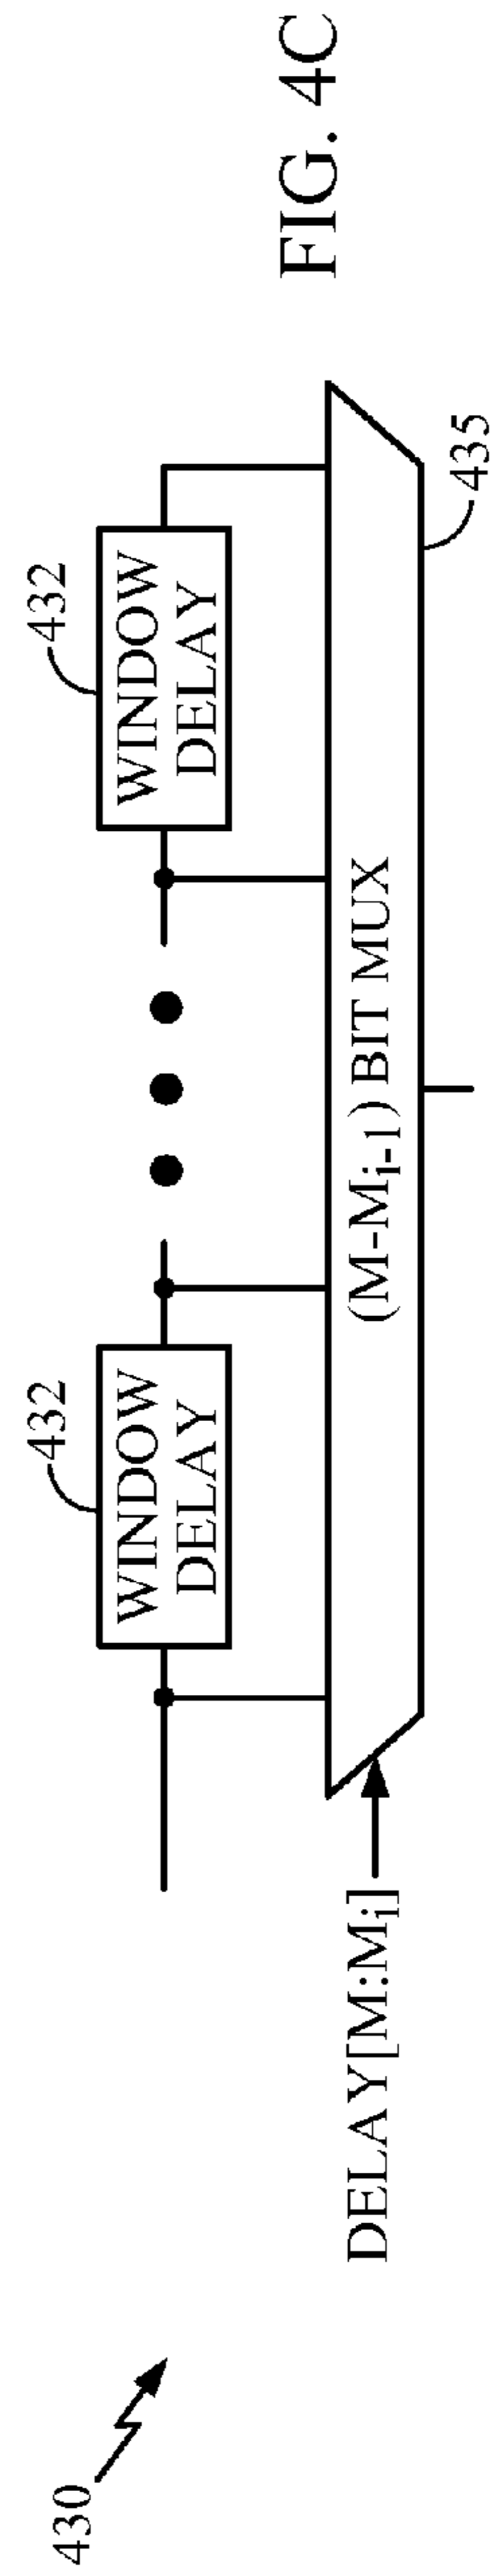 430
432
432
WINDOW
DELAY
WINDOW
DELAY
DELAY[M:Mi]
(M-Mi-1) BIT MUX
435
FIG. 4C